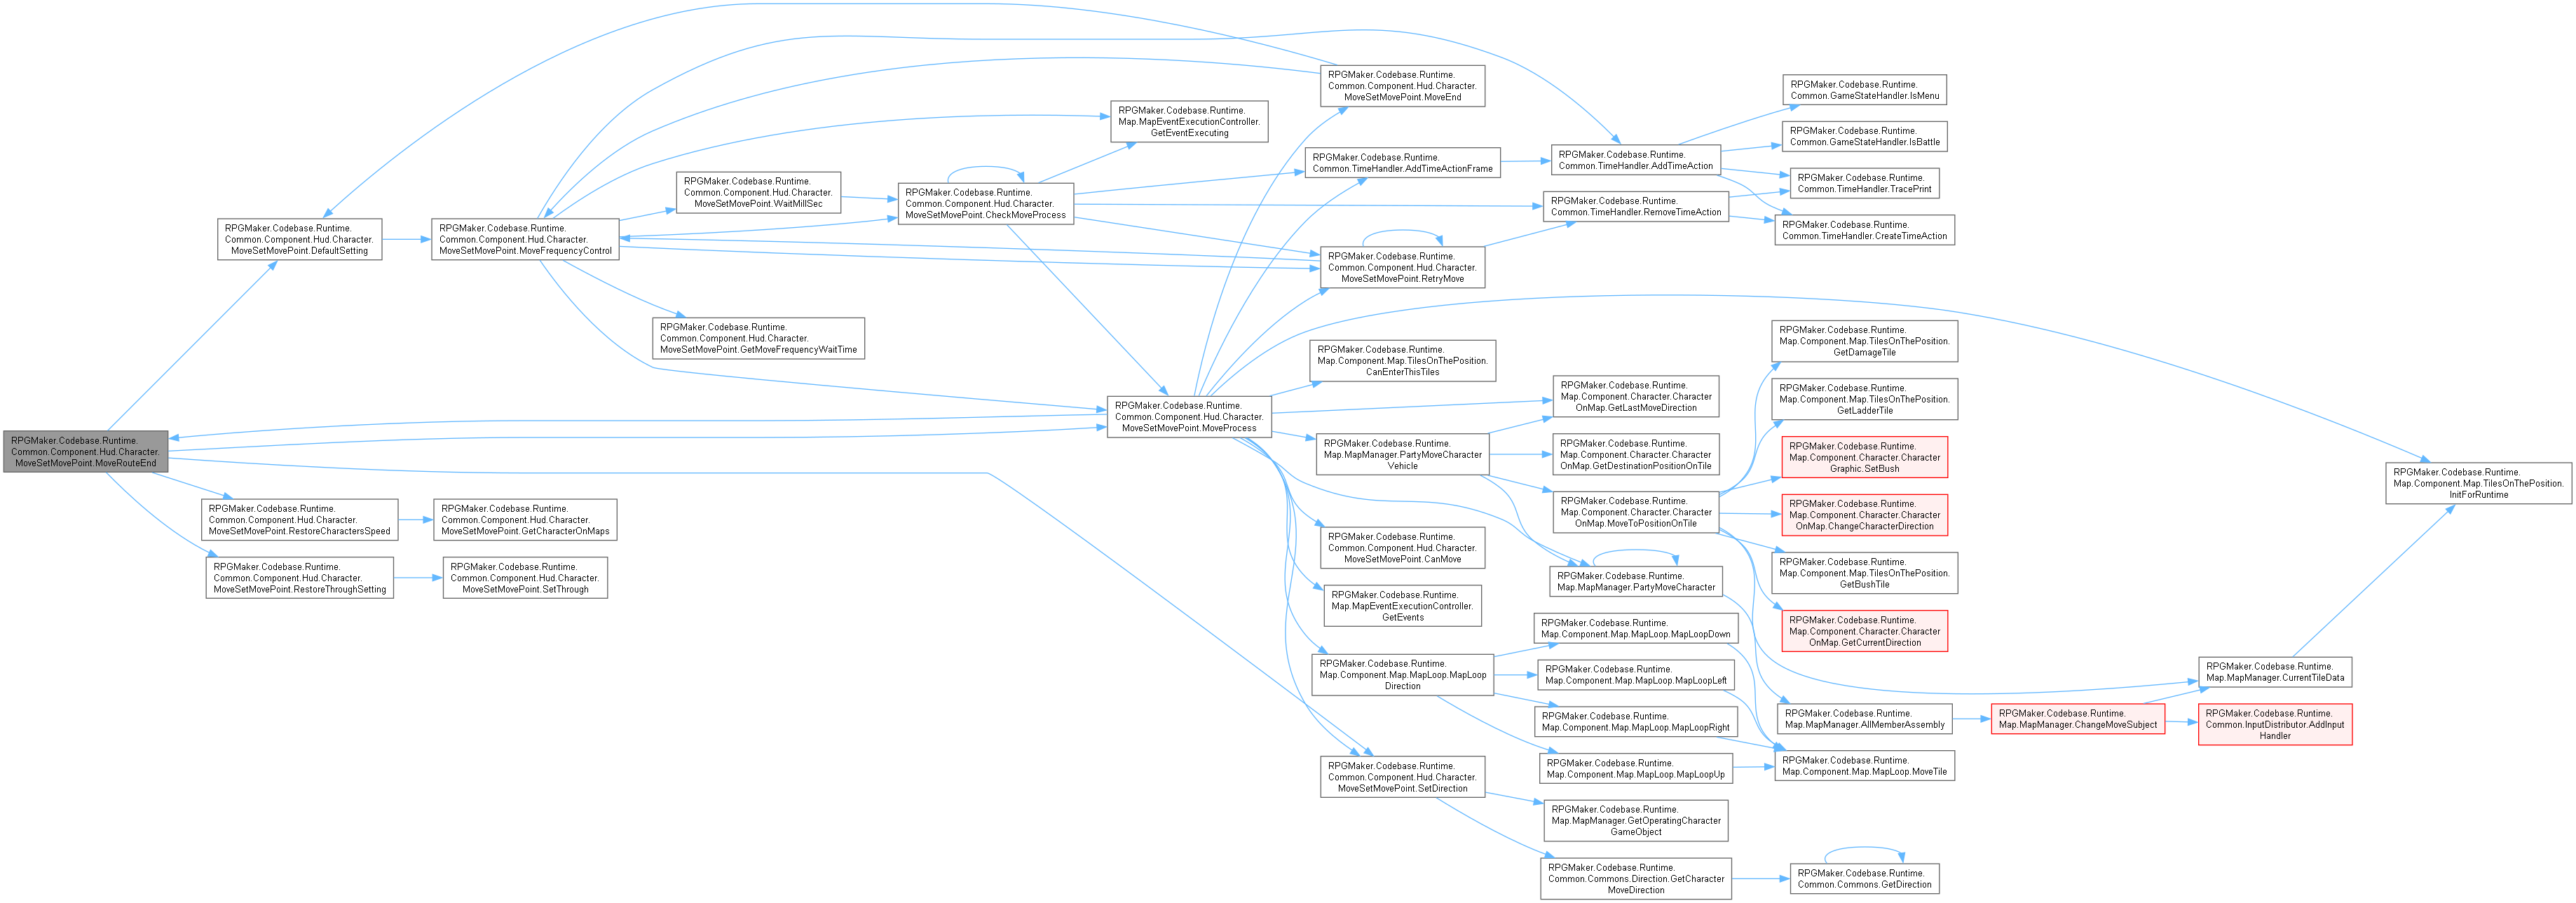 RPGMaker.Codebase.Runtime.
Common.Component.Hud.Character.
MoveSetMovePoint.MoveRouteEnd
RPGMaker.Codebase.Runtime.
Common.Component.Hud.Character.
MoveSetMovePoint.DefaultSetting
RPGMaker.Codebase.Runtime.
Common.Component.Hud.Character.
MoveSetMovePoint.RestoreCharactersSpeed
RPGMaker.Codebase.Runtime.
Common.Component.Hud.Character.
MoveSetMovePoint.RestoreThroughSetting
RPGMaker.Codebase.Runtime.
Common.Component.Hud.Character.
MoveSetMovePoint.MoveFrequencyControl
RPGMaker.Codebase.Runtime.
Common.Component.Hud.Character.
MoveSetMovePoint.GetCharacterOnMaps
RPGMaker.Codebase.Runtime.
Common.Component.Hud.Character.
MoveSetMovePoint.SetThrough
RPGMaker.Codebase.Runtime.
Common.Component.Hud.Character.
MoveSetMovePoint.WaitMillSec
RPGMaker.Codebase.Runtime.
Common.Component.Hud.Character.
MoveSetMovePoint.GetMoveFrequencyWaitTime
RPGMaker.Codebase.Runtime.
Common.Component.Hud.Character.
MoveSetMovePoint.CheckMoveProcess
RPGMaker.Codebase.Runtime.
Map.MapEventExecutionController.
GetEventExecuting
RPGMaker.Codebase.Runtime.
Common.Component.Hud.Character.
MoveSetMovePoint.MoveProcess
RPGMaker.Codebase.Runtime.
Common.Component.Hud.Character.
MoveSetMovePoint.MoveEnd
RPGMaker.Codebase.Runtime.
Common.TimeHandler.AddTimeActionFrame
RPGMaker.Codebase.Runtime.
Common.Component.Hud.Character.
MoveSetMovePoint.RetryMove
RPGMaker.Codebase.Runtime.
Map.Component.Map.TilesOnThePosition.
CanEnterThisTiles
RPGMaker.Codebase.Runtime.
Map.MapManager.PartyMoveCharacter
Vehicle
RPGMaker.Codebase.Runtime.
Common.Component.Hud.Character.
MoveSetMovePoint.CanMove
RPGMaker.Codebase.Runtime.
Map.MapEventExecutionController.
GetEvents
RPGMaker.Codebase.Runtime.
Map.Component.Map.MapLoop.MapLoop
Direction
RPGMaker.Codebase.Runtime.
Common.Component.Hud.Character.
MoveSetMovePoint.SetDirection
RPGMaker.Codebase.Runtime.
Common.TimeHandler.AddTimeAction
RPGMaker.Codebase.Runtime.
Common.TimeHandler.RemoveTimeAction
RPGMaker.Codebase.Runtime.
Map.Component.Character.Character
OnMap.GetLastMoveDirection
RPGMaker.Codebase.Runtime.
Map.Component.Character.Character
OnMap.GetDestinationPositionOnTile
RPGMaker.Codebase.Runtime.
Map.Component.Character.Character
OnMap.MoveToPositionOnTile
RPGMaker.Codebase.Runtime.
Map.MapManager.PartyMoveCharacter
RPGMaker.Codebase.Runtime.
Map.Component.Map.MapLoop.MapLoopDown
RPGMaker.Codebase.Runtime.
Map.Component.Map.MapLoop.MapLoopLeft
RPGMaker.Codebase.Runtime.
Map.Component.Map.MapLoop.MapLoopRight
RPGMaker.Codebase.Runtime.
Map.Component.Map.MapLoop.MapLoopUp
RPGMaker.Codebase.Runtime.
Map.MapManager.GetOperatingCharacter
GameObject
RPGMaker.Codebase.Runtime.
Common.Commons.Direction.GetCharacter
MoveDirection
RPGMaker.Codebase.Runtime.
Common.GameStateHandler.IsMenu
RPGMaker.Codebase.Runtime.
Common.GameStateHandler.IsBattle
RPGMaker.Codebase.Runtime.
Common.TimeHandler.TracePrint
RPGMaker.Codebase.Runtime.
Common.TimeHandler.CreateTimeAction
RPGMaker.Codebase.Runtime.
Map.Component.Map.TilesOnThePosition.
GetDamageTile
RPGMaker.Codebase.Runtime.
Map.Component.Map.TilesOnThePosition.
GetLadderTile
RPGMaker.Codebase.Runtime.
Map.Component.Character.Character
Graphic.SetBush
RPGMaker.Codebase.Runtime.
Map.Component.Character.Character
OnMap.ChangeCharacterDirection
RPGMaker.Codebase.Runtime.
Map.Component.Map.TilesOnThePosition.
GetBushTile
RPGMaker.Codebase.Runtime.
Map.Component.Character.Character
OnMap.GetCurrentDirection
RPGMaker.Codebase.Runtime.
Map.MapManager.AllMemberAssembly
RPGMaker.Codebase.Runtime.
Map.Component.Map.MapLoop.MoveTile
RPGMaker.Codebase.Runtime.
Common.Commons.GetDirection
RPGMaker.Codebase.Runtime.
Map.MapManager.ChangeMoveSubject
RPGMaker.Codebase.Runtime.
Map.MapManager.CurrentTileData
RPGMaker.Codebase.Runtime.
Common.InputDistributor.AddInput
Handler
RPGMaker.Codebase.Runtime.
Map.Component.Map.TilesOnThePosition.
InitForRuntime